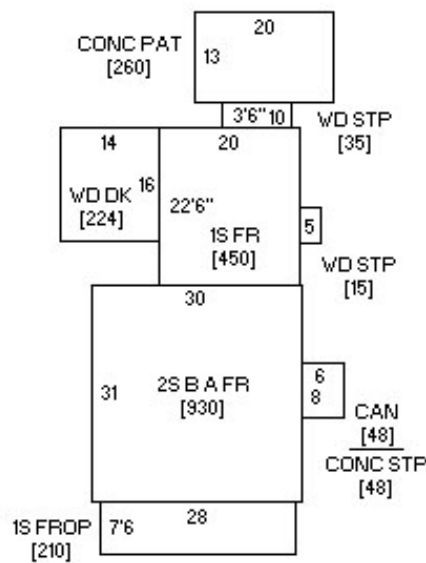 20
CONC PAT
13
[260]
3'6" 10
WD STP
[35]
14
20
WD DK
16
[224]
22'6"
1S FR
[450]
5
WD STP
[15]
30
31
2S B A FR
[930]
6
8
CAN
[48]
CONC STP
[48]
1S FROP
[210]
7'6
28